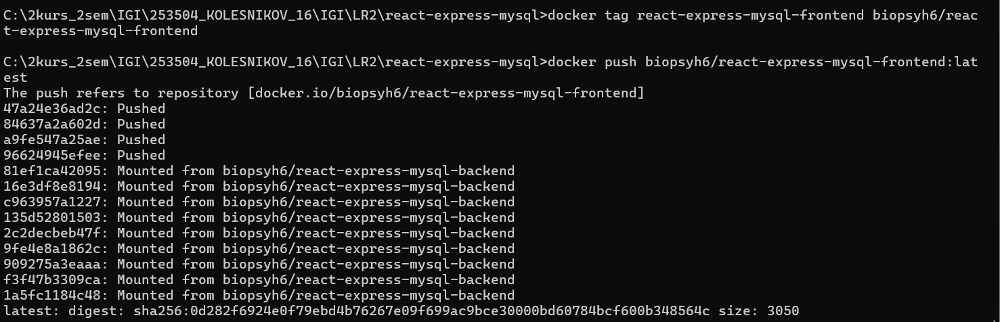 C:\2kurs_2sem\IGI\253504_KOLESNIKOV_16\IGI\LR2\react-express-mysql>docker tag react-express-mysql-frontend biopsyh6/reac
t-express-mysql-frontend
C:\2kurs_2sem\IGI\253504_KOLESNIKOV_16\IGI\LR2\react-express-mysql>docker push biopsyh6/react-express-mysql-frontend:lat
est
The push refers to repository [docker.io/biopsyh6/react-express-mysql-frontend]
47a24e36ad2c: Pushed
84637a2a602d: Pushed
a9fe547a25ae: Pushed
96624945efee: Pushed
81ef1ca42095: Mounted from biopsyh6/react-express-mysql-backend
16e3df8e8194: Mounted from biopsyh6/react-express-mysql-backend
c963957a1227: Mounted from biopsyh6/react-express-mysql-backend
135d52801503: Mounted from biopsyh6/react-express-mysql-backend
2c2decbeb47f: Mounted from biopsyh6/react-express-mysql-backend
9fe4e8a1862c: Mounted from biopsyh6/react-express-mysql-backend
909275a3eaaa: Mounted from biopsyh6/react-express-mysql-backend
f3f47b3309ca: Mounted from biopsyh6/react-express-mysql-backend
1a5fc1184c48: Mounted from biopsyh6/react-express-mysql-backend
latest: digest: sha256:0d282f6924e0f79ebd4b76267e09f699ac9bce30000bd60784bcf600b348564c size: 3050